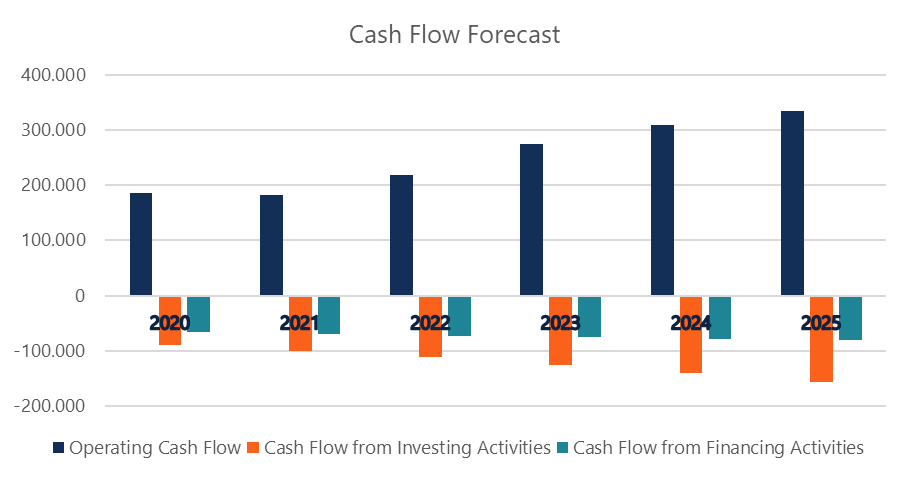 Cash Flow Forecast
400.000
300.000
200.000
100.000
0
2020 2021 2022 2023 2024 2025
-100.000
-200.000
Operating Cash Flow Cash Flow from Investing Activities Cash Flow from Financing Activities